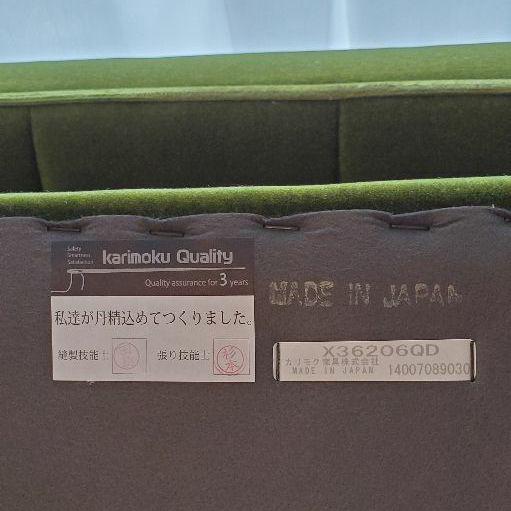 Safety
Smartness
Satisfaction
karimoku Quality
Quality assurance for 3 years
私達が丹精込めてつくりました。
縫製技能士
張り技能士
MADE IN JAPAN
X36206QD
カリモク家具株式会社
MADE IN JAPAN
14007089030